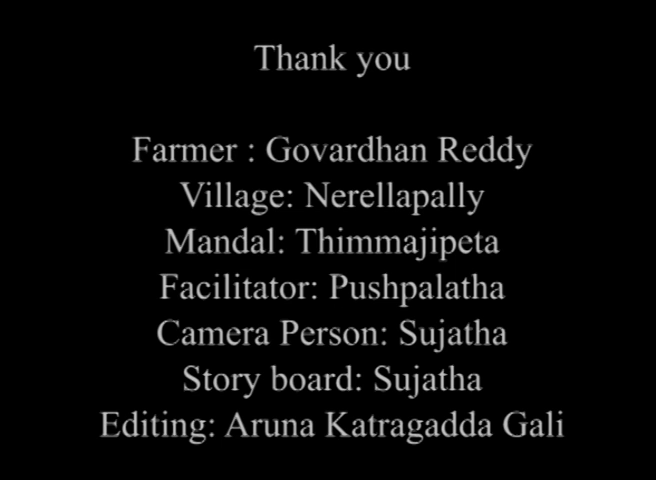 Thank you
Farmer : Govardhan Reddy
Village: Nerellapally
Mandal: Thimmajipeta
Facilitator: Pushpalatha
Camera Person: Sujatha
Story board: Sujatha
Editing: Aruna Katragadda Gali